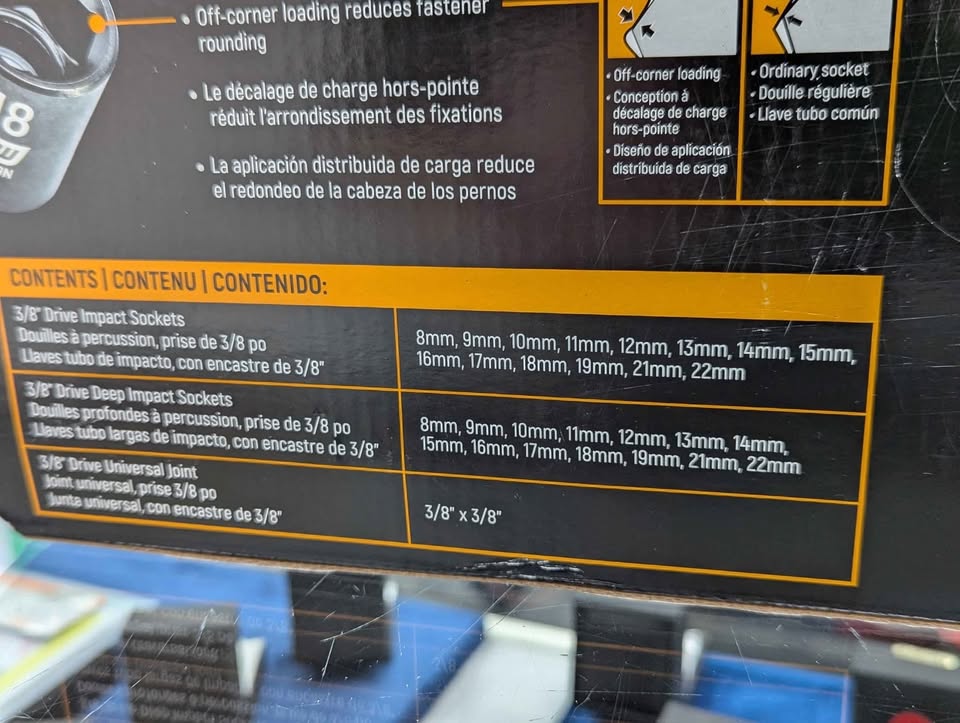 • Off-corner loading reduces fastener
rounding
• Le décalage de charge hors-pointe
réduit l'arrondissement des fixations
• La aplicación distribuida de carga reduce
el redondeo de la cabeza de los pernos
• Off-corner loading
• Conception à
décalage de charge
hors-pointe
• Diseño de aplicación
distribuida de carga
• Ordinary socket
• Douille régulière
• Llave tubo común
18
CONTENTS | CONTENU | CONTENIDO:
3/8" Drive Impact Sockets
Douilles à percussion, prise de 3/8 po
Llaves tubo de impacto, con encastre de 3/8"
8mm, 9mm, 10mm, 11mm, 12mm, 13mm, 14mm, 15mm,
16mm, 17mm, 18mm, 19mm, 21mm, 22mm
3/8" Drive Deep Impact Sockets
Douilles profondes à percussion, prise de 3/8 po
Llaves tubo largas de impacto, con encastre de 3/8"
8mm, 9mm, 10mm, 11mm, 12mm, 13mm, 14mm,
15mm, 16mm, 17mm, 18mm, 19mm, 21mm, 22mm
3/8" Drive Universal Joint
Joint universal, prise 3/8 po
Junta universal, con encastre de 3/8"
3/8" x 3/8"